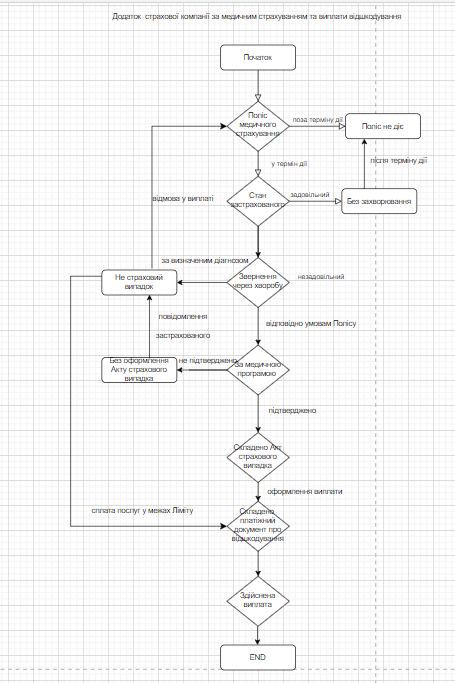 Додаток страхової компанії за медичним страхуванням та виплати відшкодування
Початок
Поліс
медичного
страхування
поза терміну дії
Поліс не діє
у термін дії
після терміну дії
Стан
застрахованого
задовільний
Без захворювання
відмова у виплаті
за визначеним діагнозом
Звернення
через хворобу
незадовільний
Не страховий
випадок
повідомлення
застрахованого
відповідно умовам Полісу
Без оформлення
Акту страхового
випадка
не підтверджено
За медичною
програмою
підтверджено
Складено Акт
страхового
випадка
оформлення виплати
сплата послуг у межах Ліміту
Складено
платіжний
документ про
відшкодування
Здійснена
виплата
END